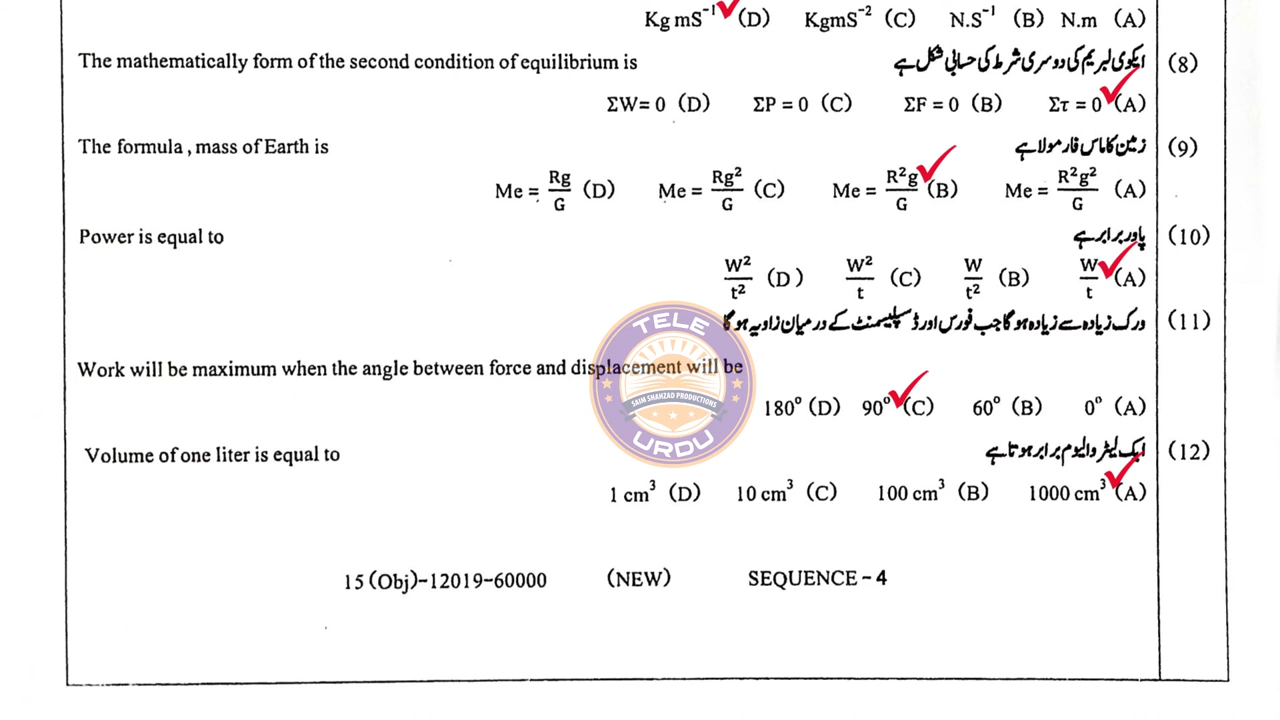 Kg mS⁻¹ (D) KgmS⁻² (C) N.S⁻¹ (B) N.m (A)
The mathematically form of the second condition of equilibrium is ایکوی لبریم کی دوسری شرط کی حسابی شکل ہے (8)
ΣW= 0 (D) ΣP = 0 (C) ΣF = 0 (B) Στ = 0 (A)
The formula , mass of Earth is زمین کا ماس فارمولا ہے (9)
Me = Rg/G (D) Me = Rg²/G (C) Me = R²g/G (B) Me = R²g²/G (A)
Power is equal to پاور برابر ہے (10)
W²/t² (D) W²/t (C) W/t² (B) W/t (A)
ورک زیادہ سے زیادہ ہو گا جب فورس اور ڈسپلیسمنٹ کے درمیان زاویہ ہو گا (11)
Work will be maximum when the angle between force and displacement will be
180° (D) 90° (C) 60° (B) 0° (A)
Volume of one liter is equal to ایک لیٹر والیوم برابر ہوتا ہے (12)
1 cm³ (D) 10 cm³ (C) 100 cm³ (B) 1000 cm³ (A)
15 (Obj)-12019-60000 (NEW) SEQUENCE - 4
TELE
SAIM SHAHZAD PRODUCTIONS
URDU